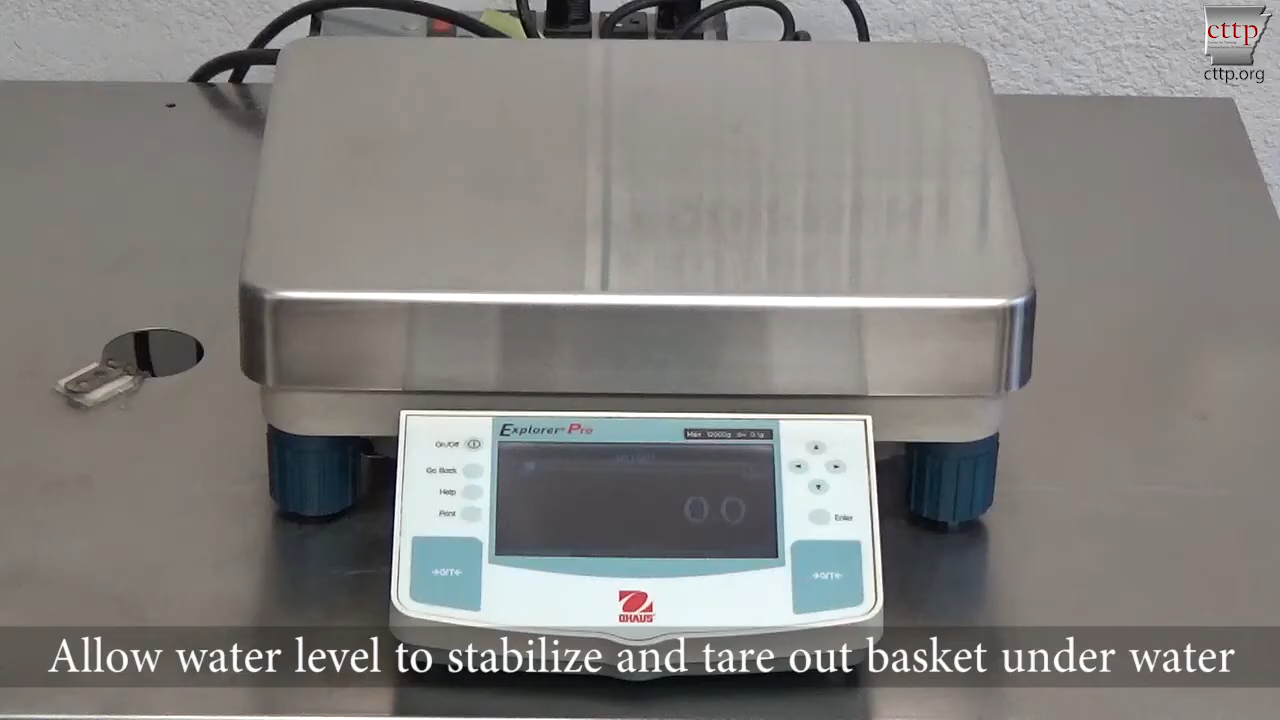 cttp
cttp.org
Explorer® Pro
Max: 12000g d= 0.1g
On/Off
Go Back
Help
Print
Enter
0.0
→0/T←
→0/T←
OHAUS
Allow water level to stabilize and tare out basket under water